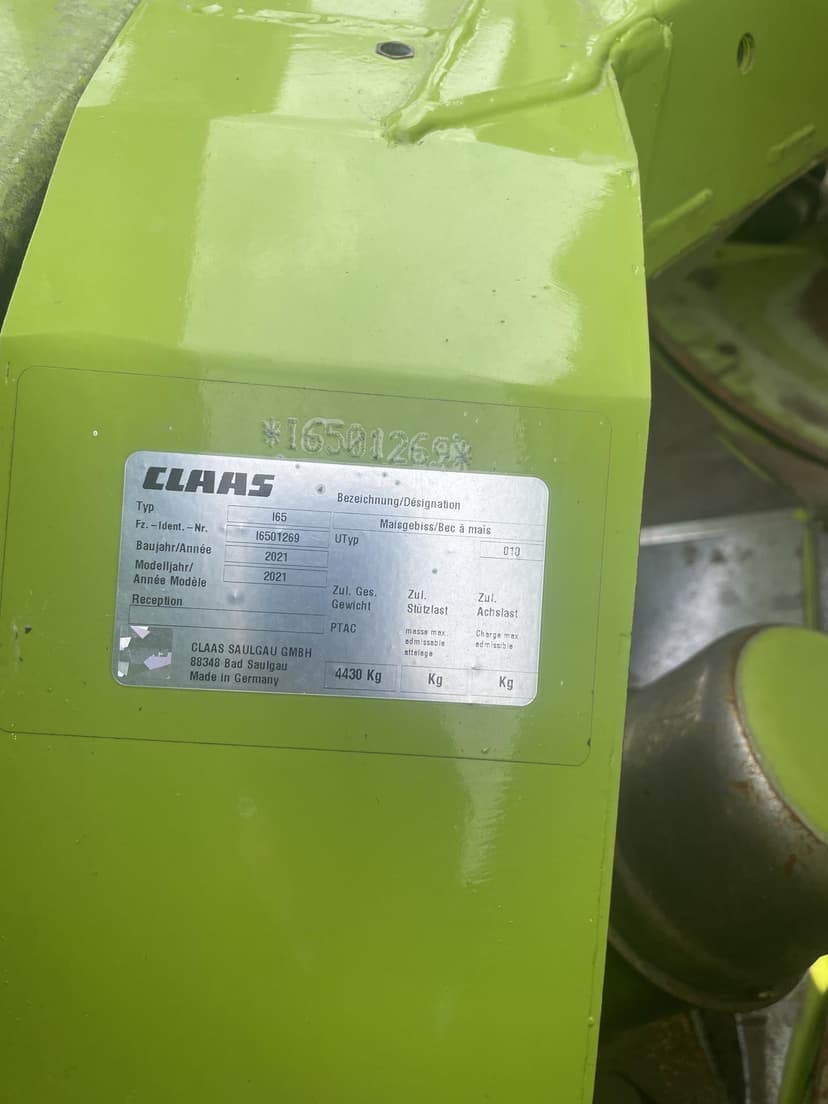 *I6501269*
CLAAS
Bezeichnung/Désignation
Typ I65 Maisgebiss/Bec à mais
Fz.-Ident.-Nr. I6501269 UTyp 010
Baujahr/Année 2021
Modelljahr/
Année Modèle 2021
Reception
Zul. Ges.
Gewicht
PTAC
4430 Kg
Zul.
Stützlast
masse max.
admissable
attelage
Kg
Zul.
Achslast
Charge max
admissible
Kg
CLAAS SAULGAU GMBH
88348 Bad Saulgau
Made in Germany